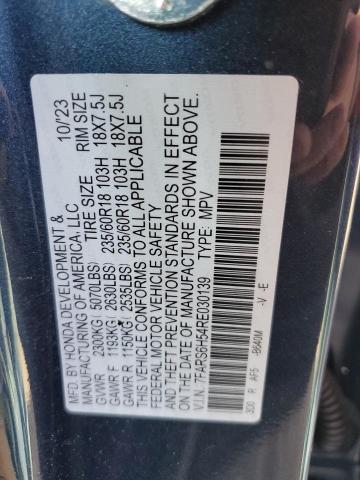 MFD. BY HONDA DEVELOPMENT & 10/'23
MANUFACTURING OF AMERICA, LLC
TIRE SIZE RIM SIZE
GVWR 2300KG( 5070LBS)
GAWR F 1193KG( 2630LBS) 235/60R18 103H 18X7.5J
GAWR R 1150KG( 2535LBS) 235/60R18 103H 18X7.5J
THIS VEHICLE CONFORMS TO ALL APPLICABLE
FEDERAL MOTOR VEHICLE SAFETY
AND THEFT PREVENTION STANDARDS IN EFFECT
ON THE DATE OF MANUFACTURE SHOWN ABOVE.
V.I.N.: 7FARS6H54RE030139 TYPE: MPV
3D0 R AF5 -B640M -V -E